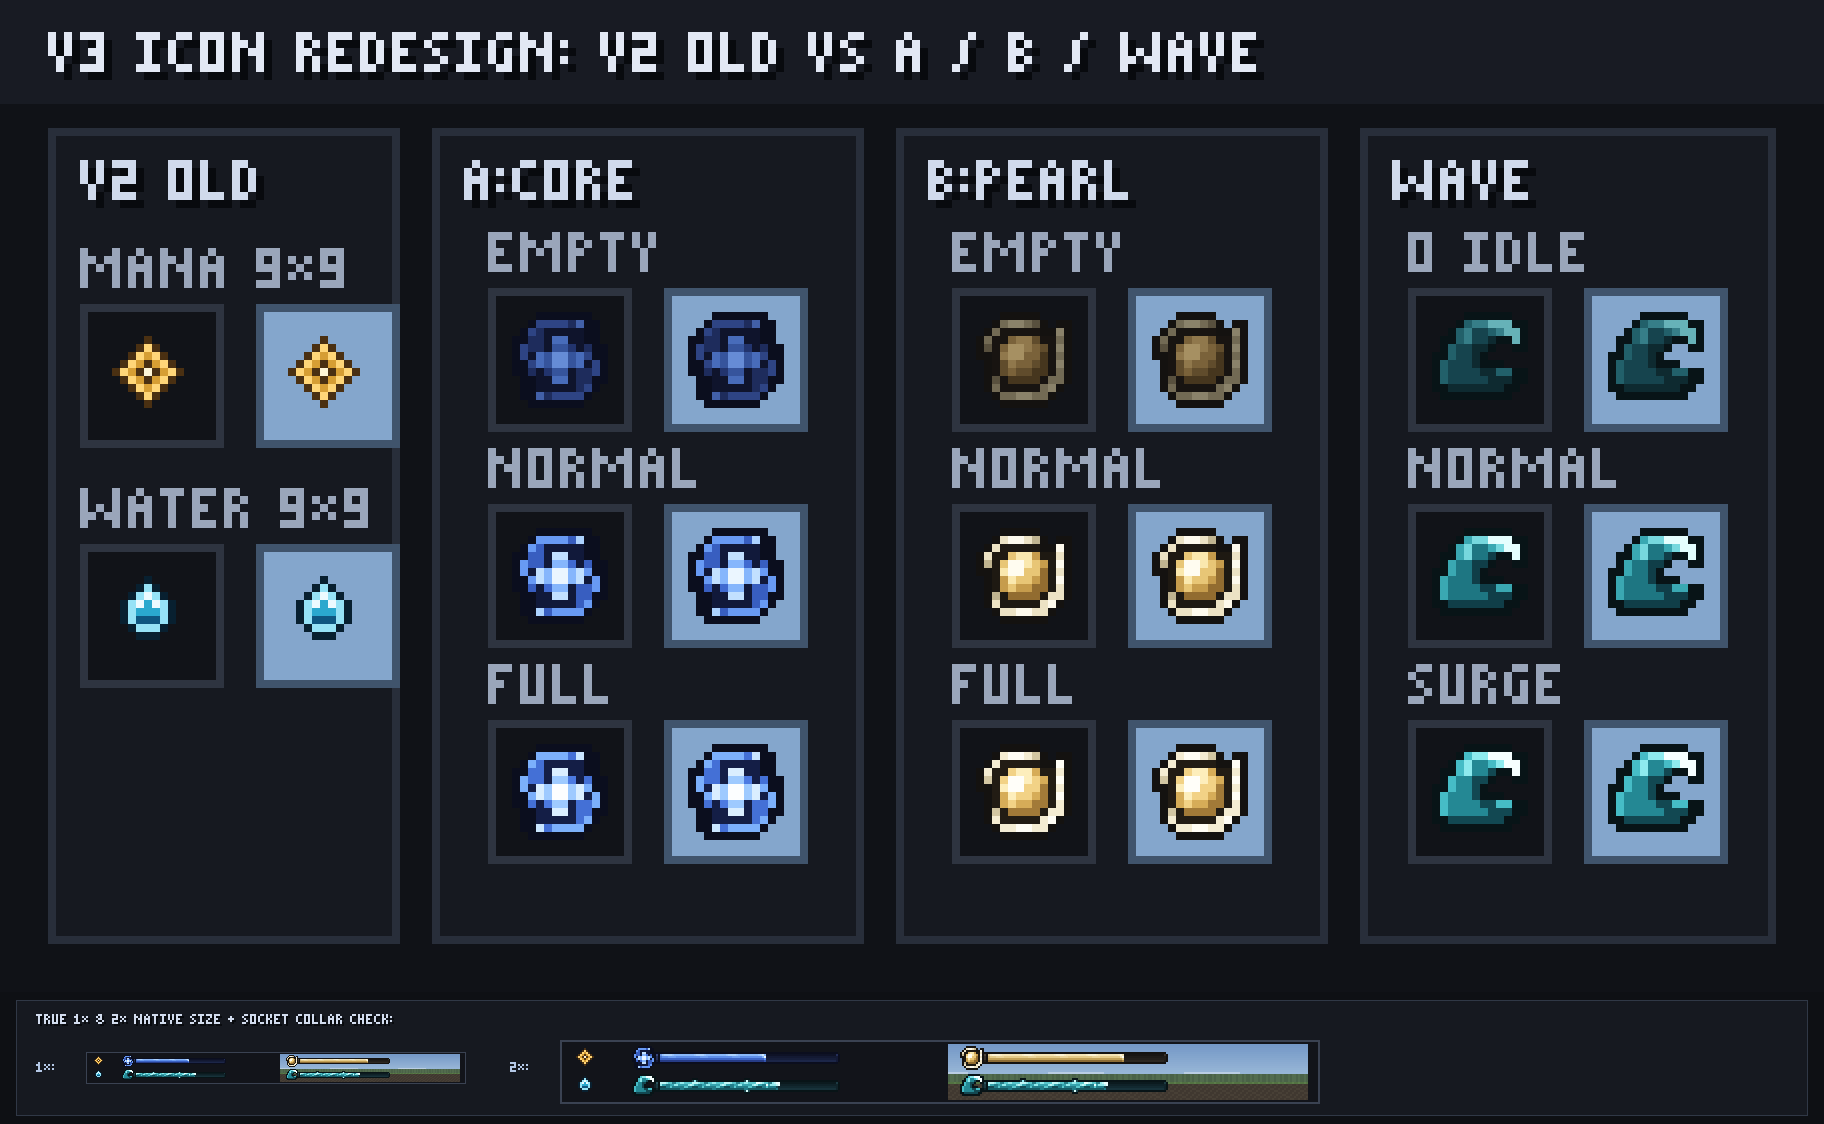 V3 ICON REDESIGN: V2 OLD VS A / B / WAVE
V2 OLD
MANA 9×9
WATER 9×9
A:CORE
EMPTY
NORMAL
FULL
B:PEARL
EMPTY
NORMAL
FULL
WAVE
0 IDLE
NORMAL
SURGE
TRUE 1× & 2× NATIVE SIZE + SOCKET COLLAR CHECK:
1×:
2×: